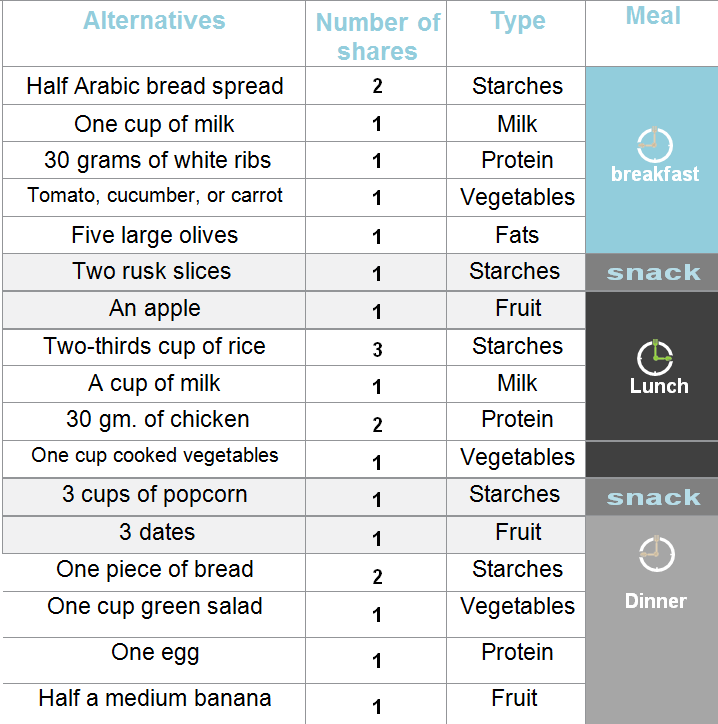 Alternatives Number of shares Type Meal
Half Arabic bread spread 2 Starches
One cup of milk 1 Milk
30 grams of white ribs 1 Protein
breakfast
Tomato, cucumber, or carrot 1 Vegetables
Five large olives 1 Fats
Two rusk slices 1 Starches snack
An apple 1 Fruit
Two-thirds cup of rice 3 Starches
A cup of milk 1 Milk
Lunch
30 gm. of chicken 2 Protein
One cup cooked vegetables 1 Vegetables
3 cups of popcorn 1 Starches snack
3 dates 1 Fruit
One piece of bread 2 Starches
One cup green salad 1 Vegetables
Dinner
One egg 1 Protein
Half a medium banana 1 Fruit